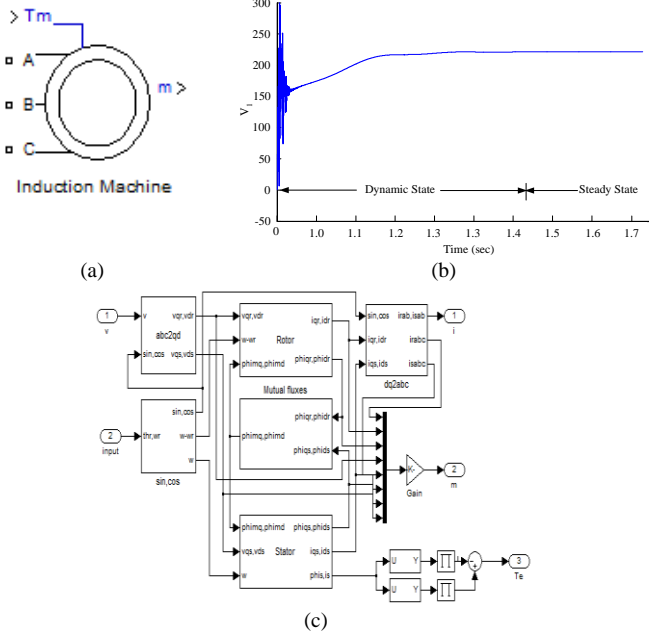 > Tm
A
B
C
m >
Induction Machine
(a)
300
250
200
150
100
50
0
-50
V1
Dynamic State
Steady State
0 1.0 1.1 1.2 1.3 1.4 1.5 1.6 1.7
Time (sec)
(b)
1
v
v
vqr,vdr
abc2qd
sin,cos
vqs,vds
2
input
sin,cos
thr,wr
w-wr
w
sin,cos
vqr,vdr
iqr,idr
w-wr
Rotor
phiqr,phidr
phimq,phimd
Mutual fluxes
phiqr,phidr
phimq,phimd
phiqs,phids
phimq,phimd
phiqs,phids
vqs,vds
Stator
iqs,ids
w
phis,is
sin,cos
irab,isab
iqr,idr
irabc
iqs,ids
isabc
dq2abc
1
i
K-
Gain
2
m
U Y
U Y
3
Te
(c)